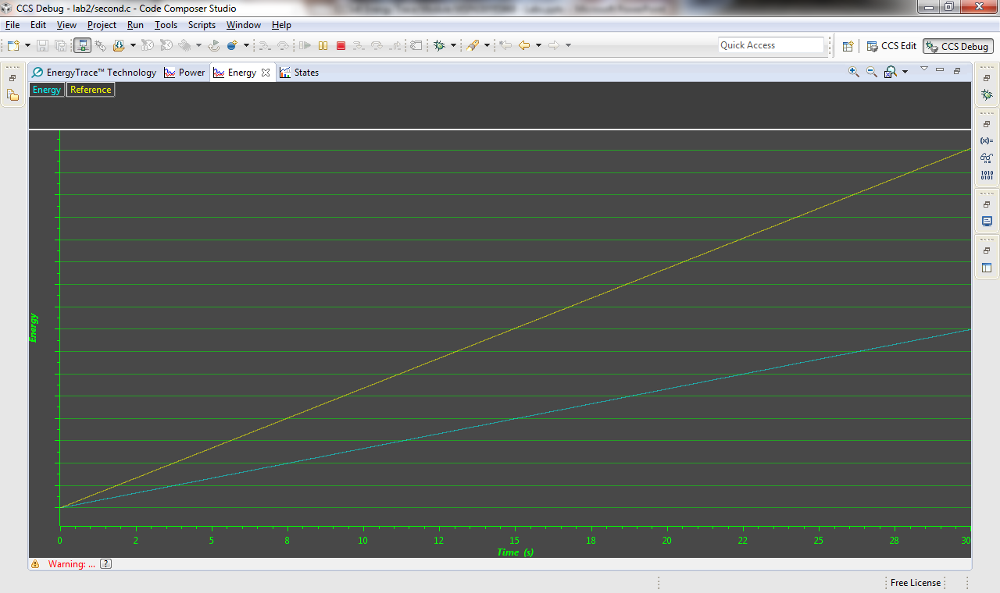 CCS Debug - lab2/second.c - Code Composer Studio
File Edit View Project Run Tools Scripts Window Help
Quick Access
CCS Edit
CCS Debug
EnergyTrace™ Technology Power Energy States
Energy Reference
(x)=
1010
0101
Energy
0 2 5 8 10 12 15 18 20 22 25 28 30
Time (s)
Warning: ... ?
Free License